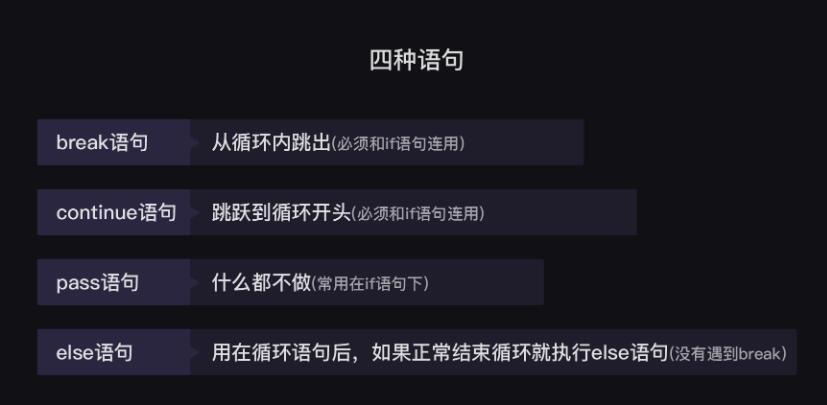 四种语句
break语句 从循环内跳出(必须和if语句连用)
continue语句 跳跃到循环开头(必须和if语句连用)
pass语句 什么都不做(常用在if语句下)
else语句 用在循环语句后，如果正常结束循环就执行else语句(没有遇到break)